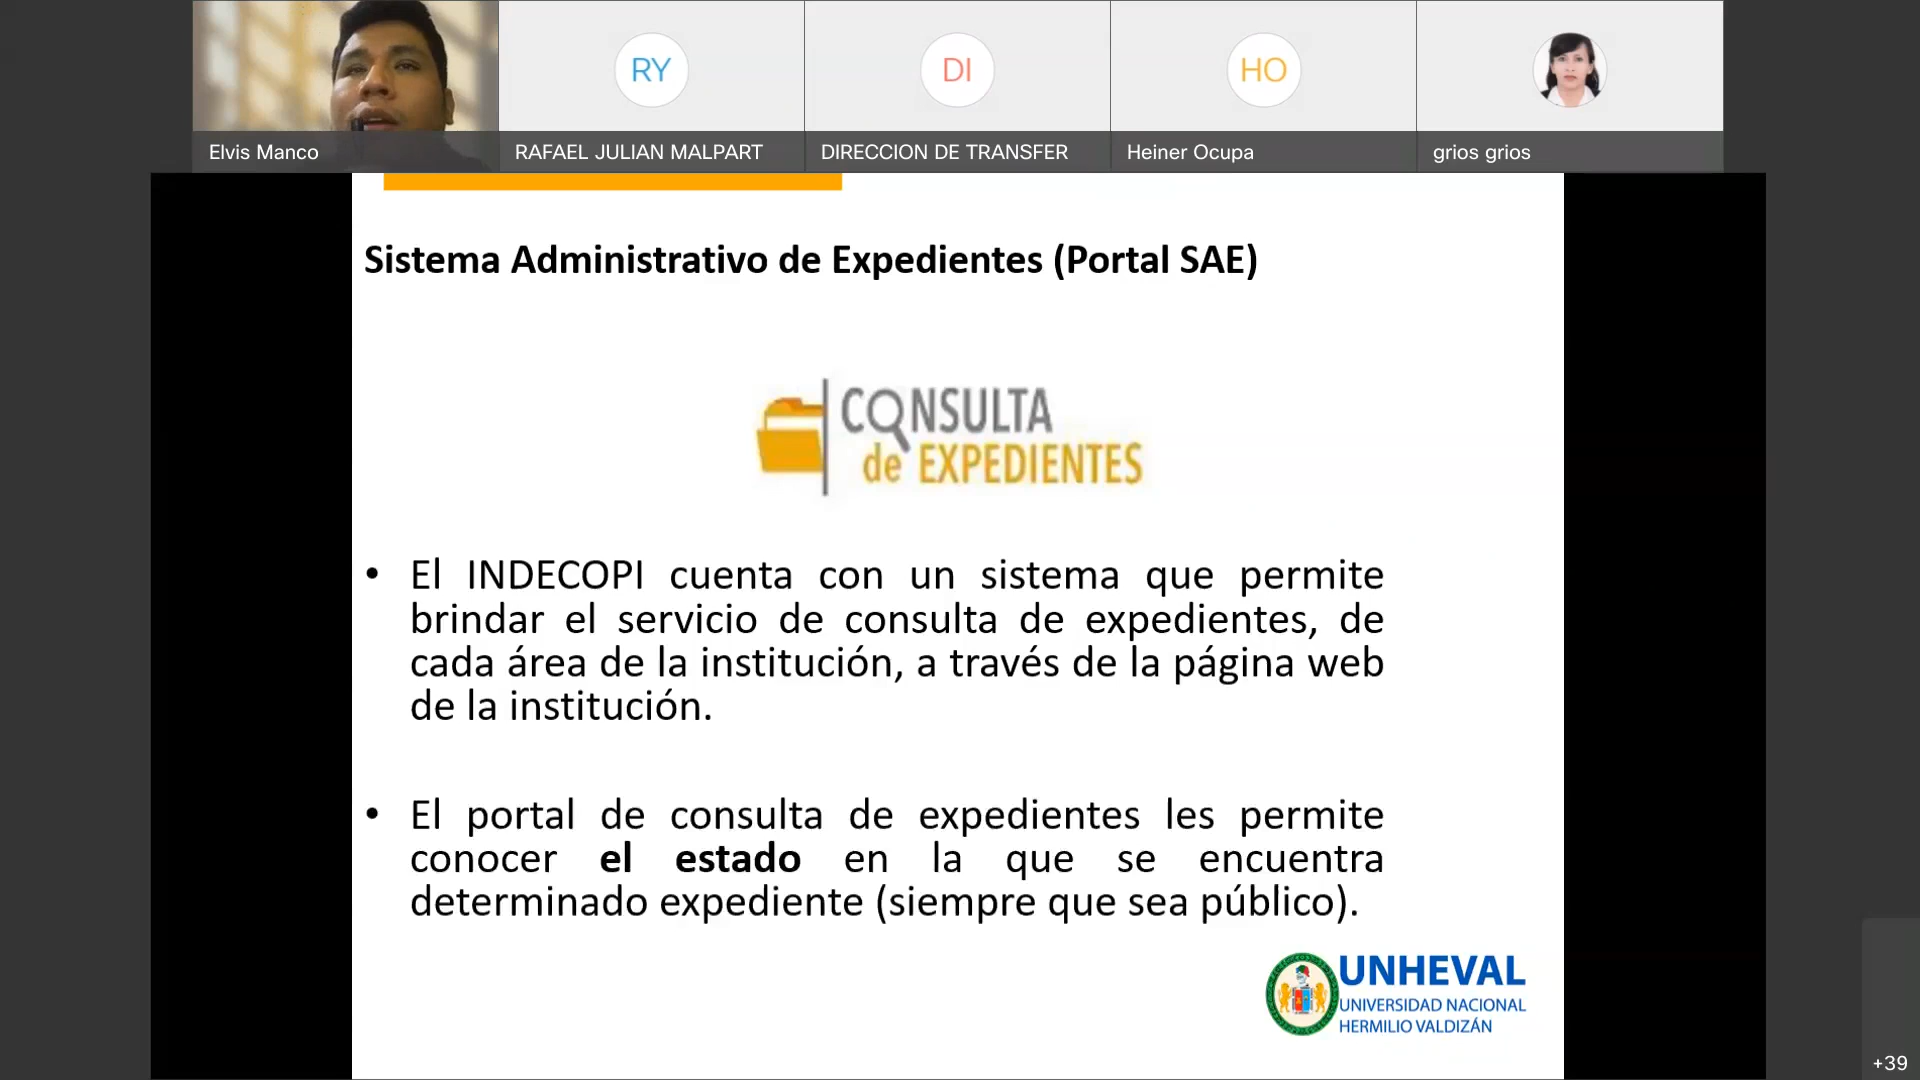 RY
DI
HO
Elvis Manco
RAFAEL JULIAN MALPART
DIRECCION DE TRANSFER
Heiner Ocupa
grios grios
Sistema Administrativo de Expedientes (Portal SAE)
CONSULTA
de EXPEDIENTES
• El INDECOPI cuenta con un sistema que permite
brindar el servicio de consulta de expedientes, de
cada área de la institución, a través de la página web
de la institución.
• El portal de consulta de expedientes les permite
conocer el estado en la que se encuentra
determinado expediente (siempre que sea público).
UNHEVAL
UNIVERSIDAD NACIONAL
HERMILIO VALDIZÁN
+39